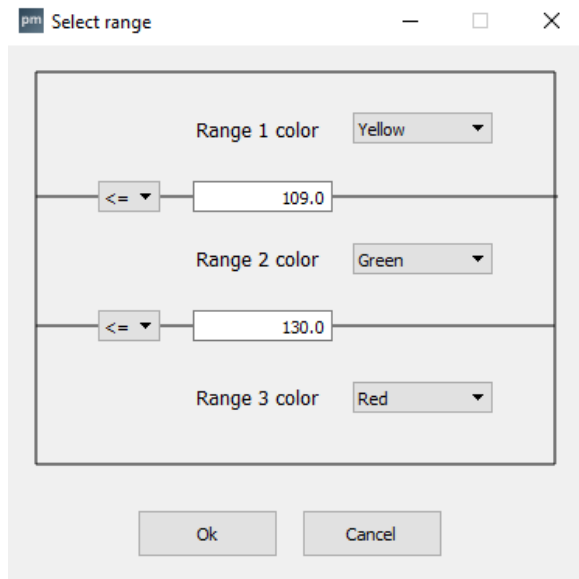 pm Select range
Range 1 color Yellow
<= 109.0
Range 2 color Green
<= 130.0
Range 3 color Red
Ok Cancel